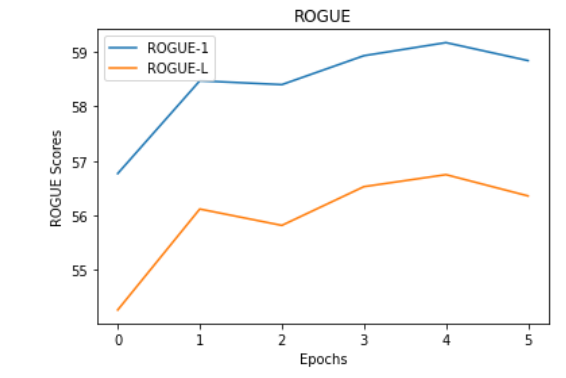 ROGUE
ROGUE-1
ROGUE-L
ROGUE Scores
59
58
57
56
55
0 1 2 3 4 5
Epochs